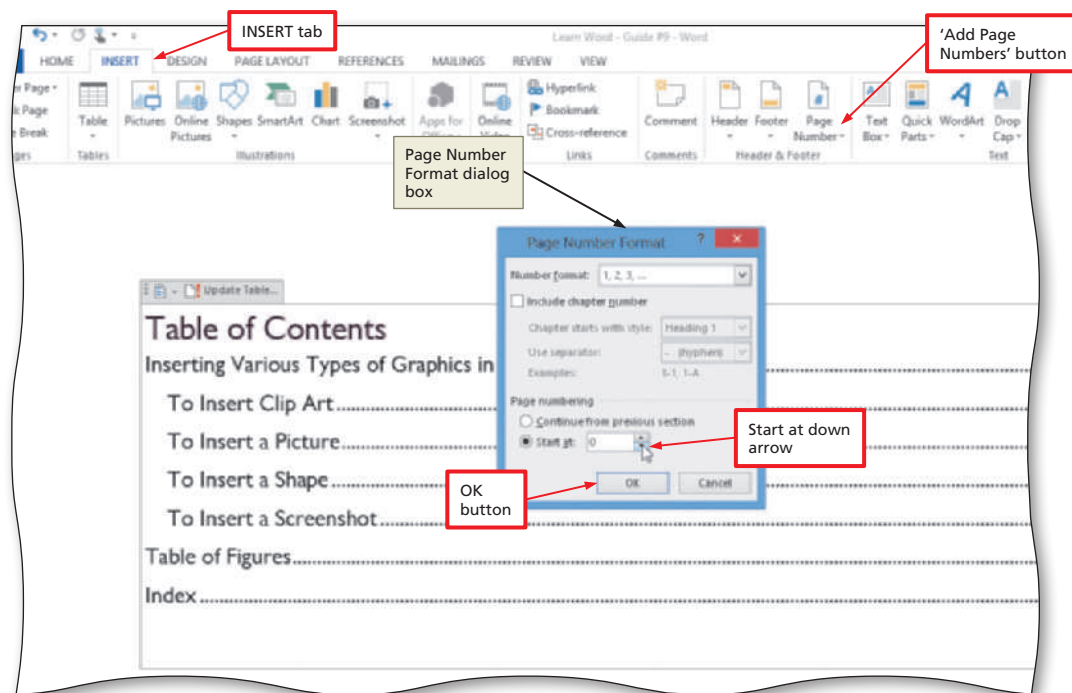 INSERT tab
'Add Page
Numbers' button
Learn Word - Guide P9 - Word
HOME INSERT DESIGN PAGE LAYOUT REFERENCES MAILINGS REVIEW VIEW
Page
Page
Break
Table
Pictures
Online
Pictures
Shapes
SmartArt
Chart
Screenshot
Apps for
Online
Hyperlink
Bookmark
Cross-reference
Comment
Header
Footer
Page
Number
Text
Box
Quick
Parts
WordArt
Drop
Cap
Tables
Illustrations
Links
Comments
Header & Footer
Text
Page Number
Format dialog
box
Page Number Format ?
Number format: 1, 2, 3, ...
Include chapter number
Chapter starts with style: Heading 1
Use separator: - (hyphen)
Examples: 1-1, 1-A
Page numbering
Continue from previous section
Start at: 0
OK Cancel
Start at down
arrow
OK
button
Update Table...
Table of Contents
Inserting Various Types of Graphics in
To Insert Clip Art
To Insert a Picture
To Insert a Shape
To Insert a Screenshot
Table of Figures
Index